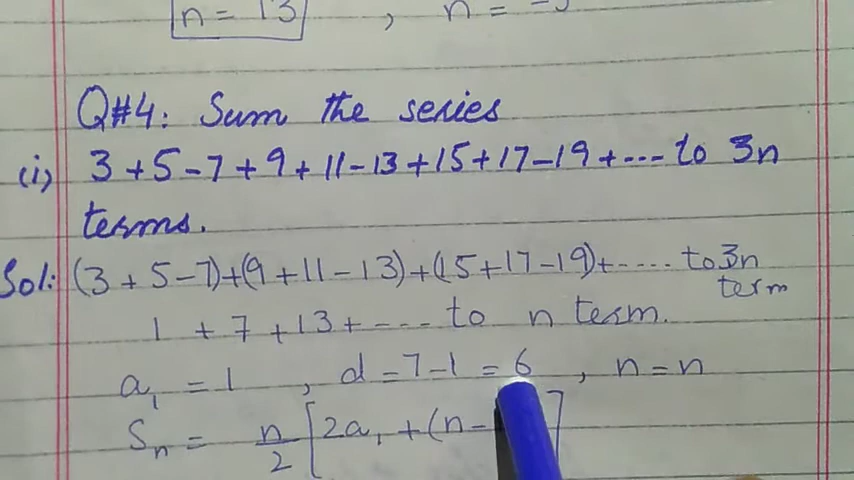 n = 13 , n =
Q#4: Sum the series
(i) 3 + 5 - 7 + 9 + 11 - 13 + 15 + 17 - 19 + .... to 3n
terms.
Sol: (3 + 5 - 7) + (9 + 11 - 13) + (15 + 17 - 19) + ..... to 3n
term
1 + 7 + 13 + .... to n term.
a₁ = 1 , d = 7 - 1 = 6 , n = n
Sₙ = n/2 [2a₁ + (n - ]